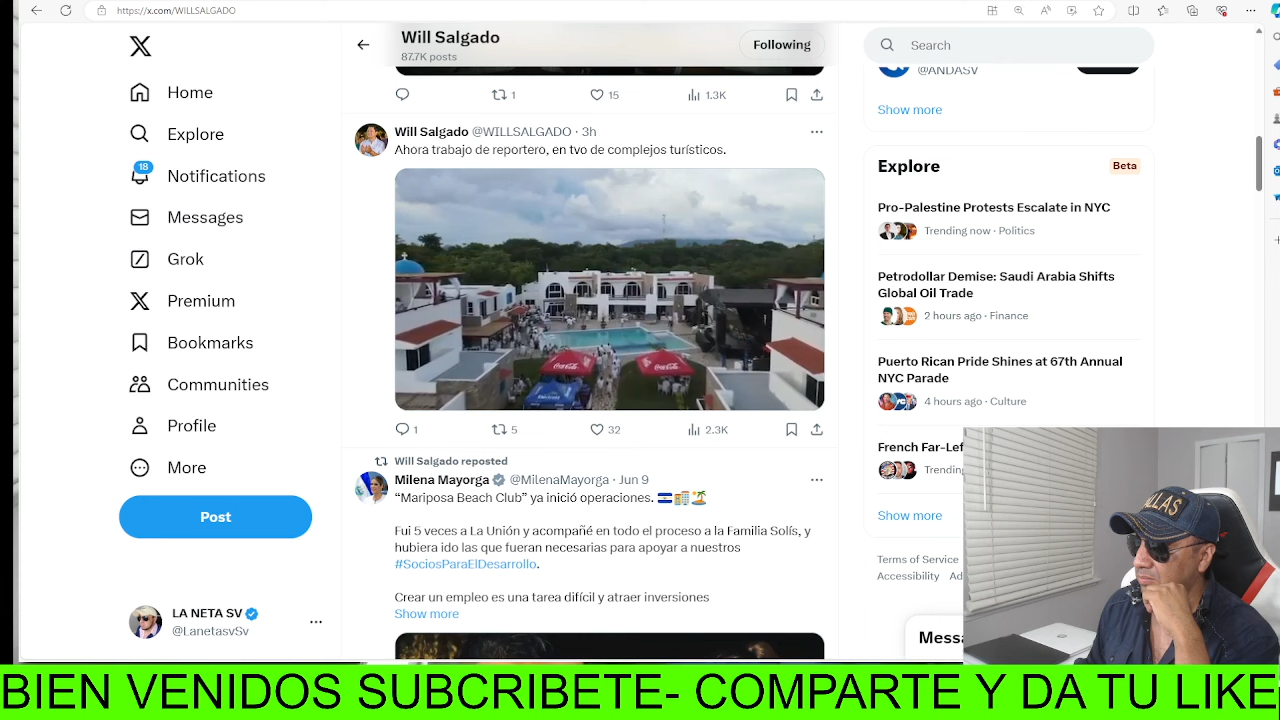 https://x.com/WILLSALGADO
Will Salgado
87.7K posts
Following
Search
Home
Explore
18
Notifications
Messages
Grok
Premium
Bookmarks
Communities
Profile
More
Post
LA NETA SV
@LanetasvSv
1
15
1.3K
Will Salgado @WILLSALGADO · 3h
Ahora trabajo de reportero, en tvo de complejos turísticos.
1
5
32
2.3K
Will Salgado reposted
Milena Mayorga @MilenaMayorga · Jun 9
“Mariposa Beach Club” ya inició operaciones.
Fui 5 veces a La Unión y acompañé en todo el proceso a la Familia Solís, y
hubiera ido las que fueran necesarias para apoyar a nuestros
#SociosParaElDesarrollo.
Crear un empleo es una tarea difícil y atraer inversiones
Show more
@ANDASV
Show more
Explore
Beta
Pro-Palestine Protests Escalate in NYC
Trending now · Politics
Petrodollar Demise: Saudi Arabia Shifts
Global Oil Trade
2 hours ago · Finance
Puerto Rican Pride Shines at 67th Annual
NYC Parade
4 hours ago · Culture
French Far-Lef
Trending
Show more
Terms of Service
Accessibility Ad
Messa
BIEN VENIDOS SUBCRIBETE- COMPARTE Y DA TU LIKE